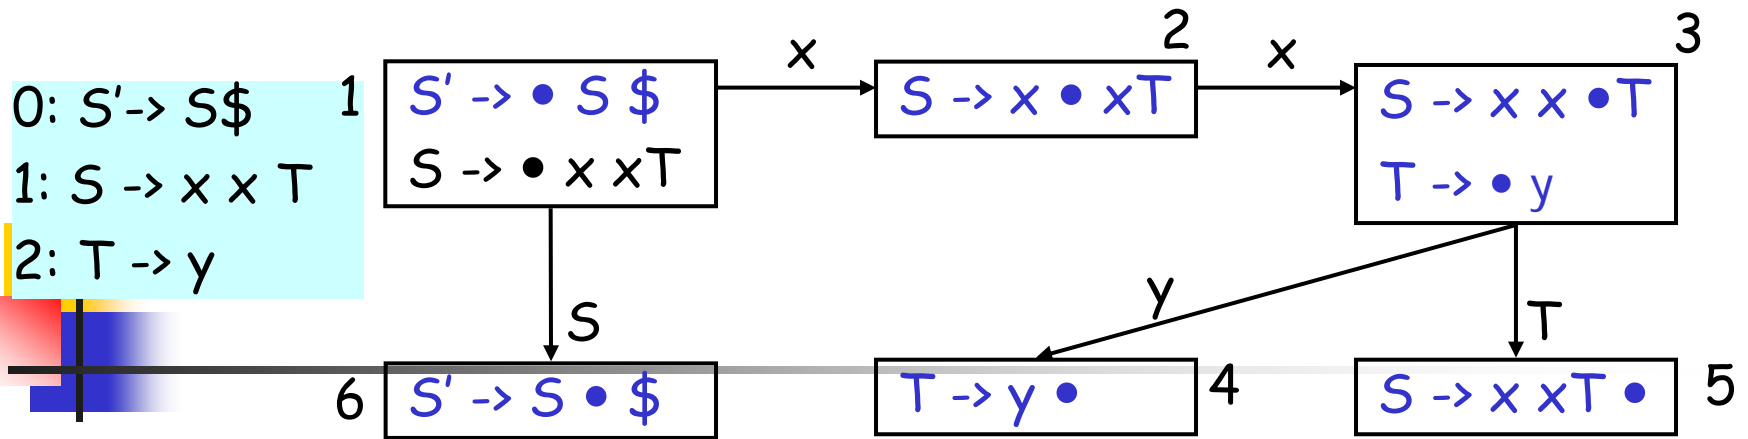 0: S'-> S$
1: S -> x x T
2: T -> y
1
S' -> • S $
S -> • x xT
x
2
S -> x • xT
x
3
S -> x x •T
T -> • y
S
y
T
6
S' -> S • $
T -> y •
4
S -> x xT •
5